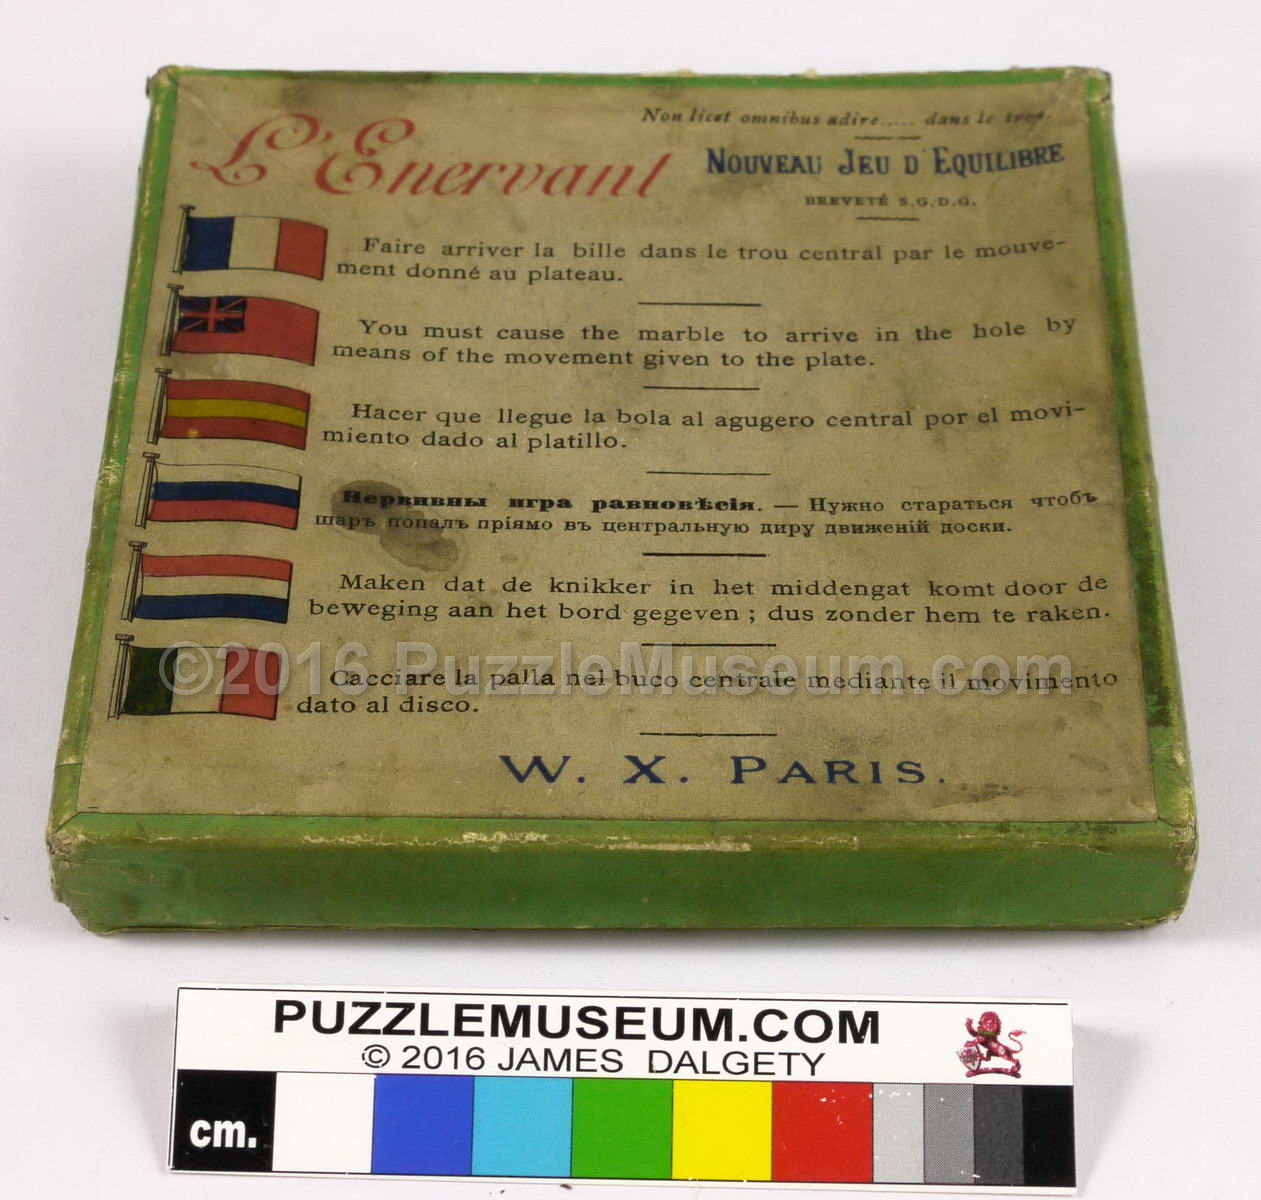 Non licet omnibus adire..... dans le trou.
L'Enervant
NOUVEAU JEU D'EQUILIBRE
BREVETÉ S.G.D.G.
Faire arriver la bille dans le trou central par le mouve-
ment donné au plateau.
You must cause the marble to arrive in the hole by
means of the movement given to the plate.
Hacer que llegue la bola al agugero central por el movi-
miento dado al platillo.
Нервивны игра равновѣсія. — Нужно стараться чтобъ
шаръ попалъ пріямо въ центральную диру движеній доски.
Maken dat de knikker in het middengat komt door de
beweging aan het bord gegeven ; dus zonder hem te raken.
©2016 PuzzleMuseum.com
Cacciare la palla nel buco centrale mediante il movimento
dato al disco.
W. X. PARIS.
PUZZLEMUSEUM.COM
© 2016 JAMES DALGETY
cm.